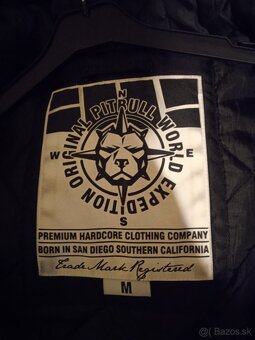 N
W
E
S
ORIGINAL PITBULL WORLD EXPEDITION
PREMIUM HARDCORE CLOTHING COMPANY
BORN IN SAN DIEGO SOUTHERN CALIFORNIA
Trade Mark Registered
M
Bazos.sk